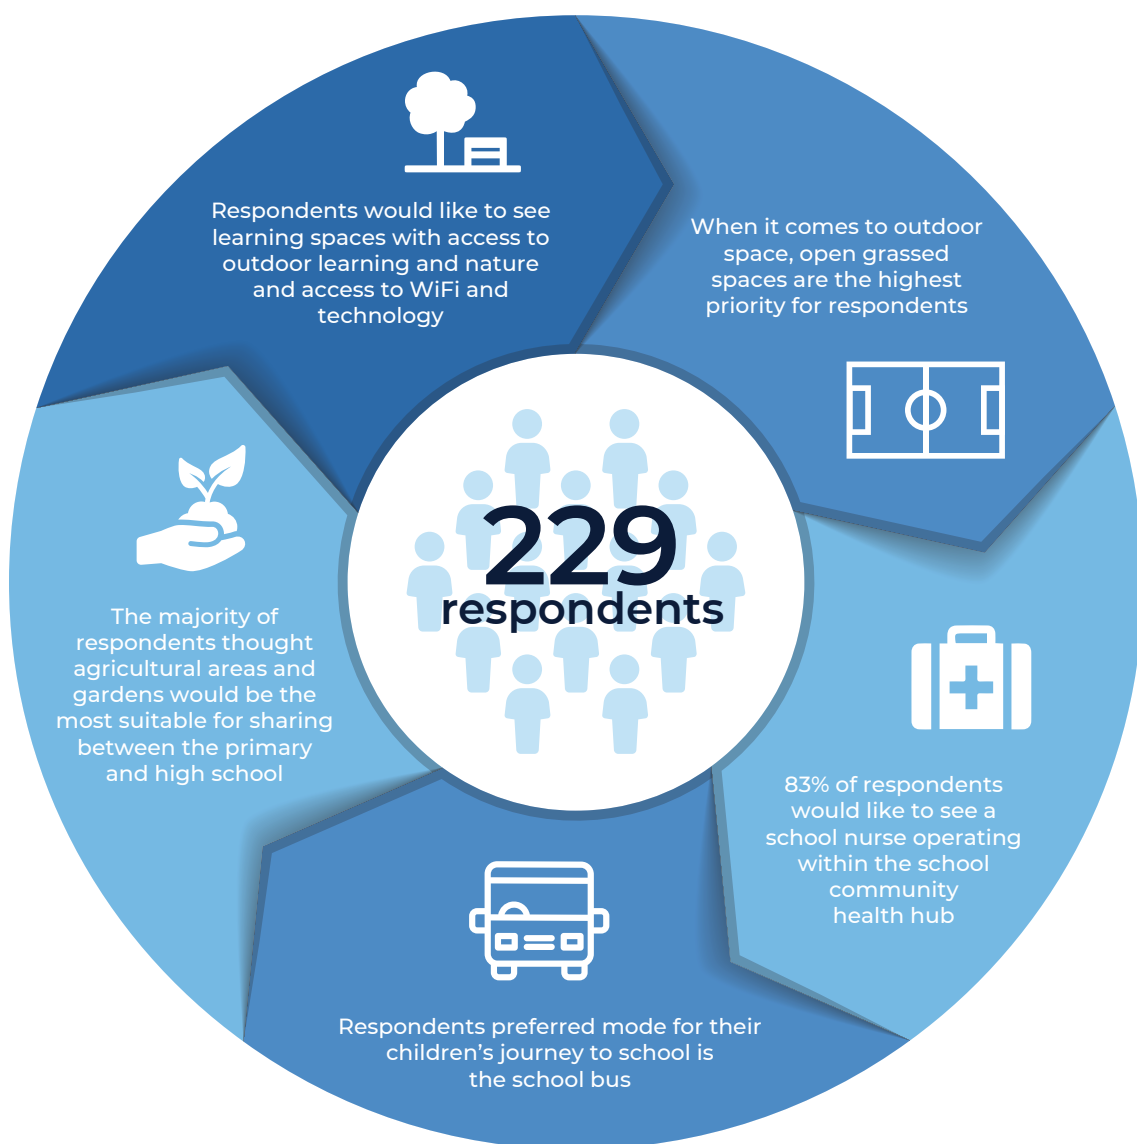 Respondents would like to see
learning spaces with access to
outdoor learning and nature
and access to WiFi and
technology
When it comes to outdoor
space, open grassed
spaces are the highest
priority for respondents
229
respondents
The majority of
respondents thought
agricultural areas and
gardens would be the
most suitable for sharing
between the primary
and high school
83% of respondents
would like to see a
school nurse operating
within the school
community
health hub
Respondents preferred mode for their
children’s journey to school is
the school bus